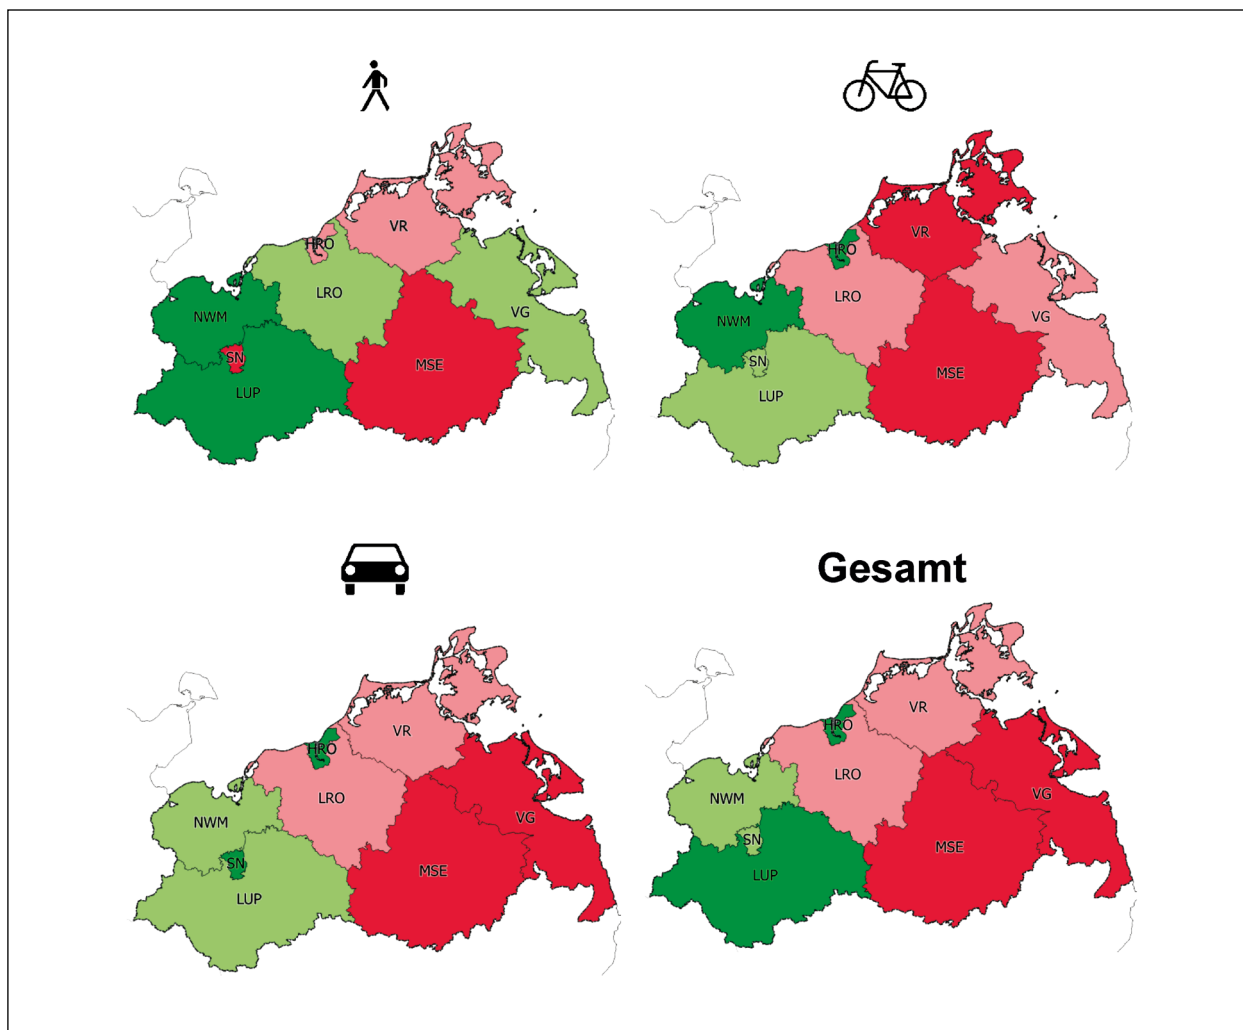 VR
HRO
LRO
VG
NWM
SN
MSE
LUP
VR
HRO
LRO
VG
NWM
SN
MSE
LUP
Gesamt
VR
HRO
LRO
VG
NWM
SN
MSE
LUP
VR
HRO
LRO
VG
NWM
SN
MSE
LUP